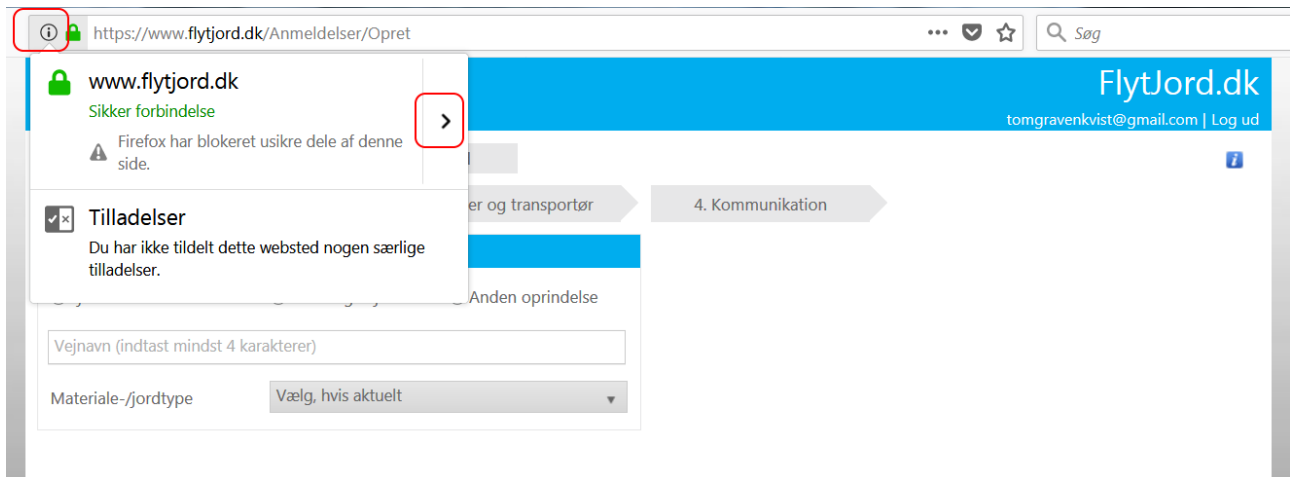 https://www.flytjord.dk/Anmeldelser/Opret
Søg
www.flytjord.dk
Sikker forbindelse
Firefox har blokeret usikre dele af denne
side.
Tilladelser
Du har ikke tildelt dette websted nogen særlige
tilladelser.
FlytJord.dk
tomgravenkvist@gmail.com | Log ud
er og transportør
4. Kommunikation
Anden oprindelse
Vejnavn (indtast mindst 4 karakterer)
Materiale-/jordtype
Vælg, hvis aktuelt